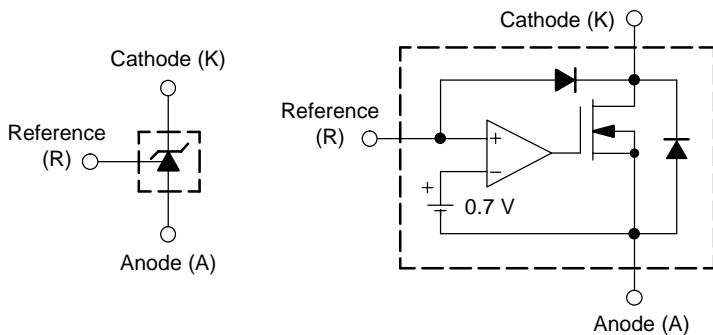 Cathode (K)
Reference
(R)
Anode (A)
Cathode (K)
Reference
(R)
+
−
+
0.7 V
Anode (A)